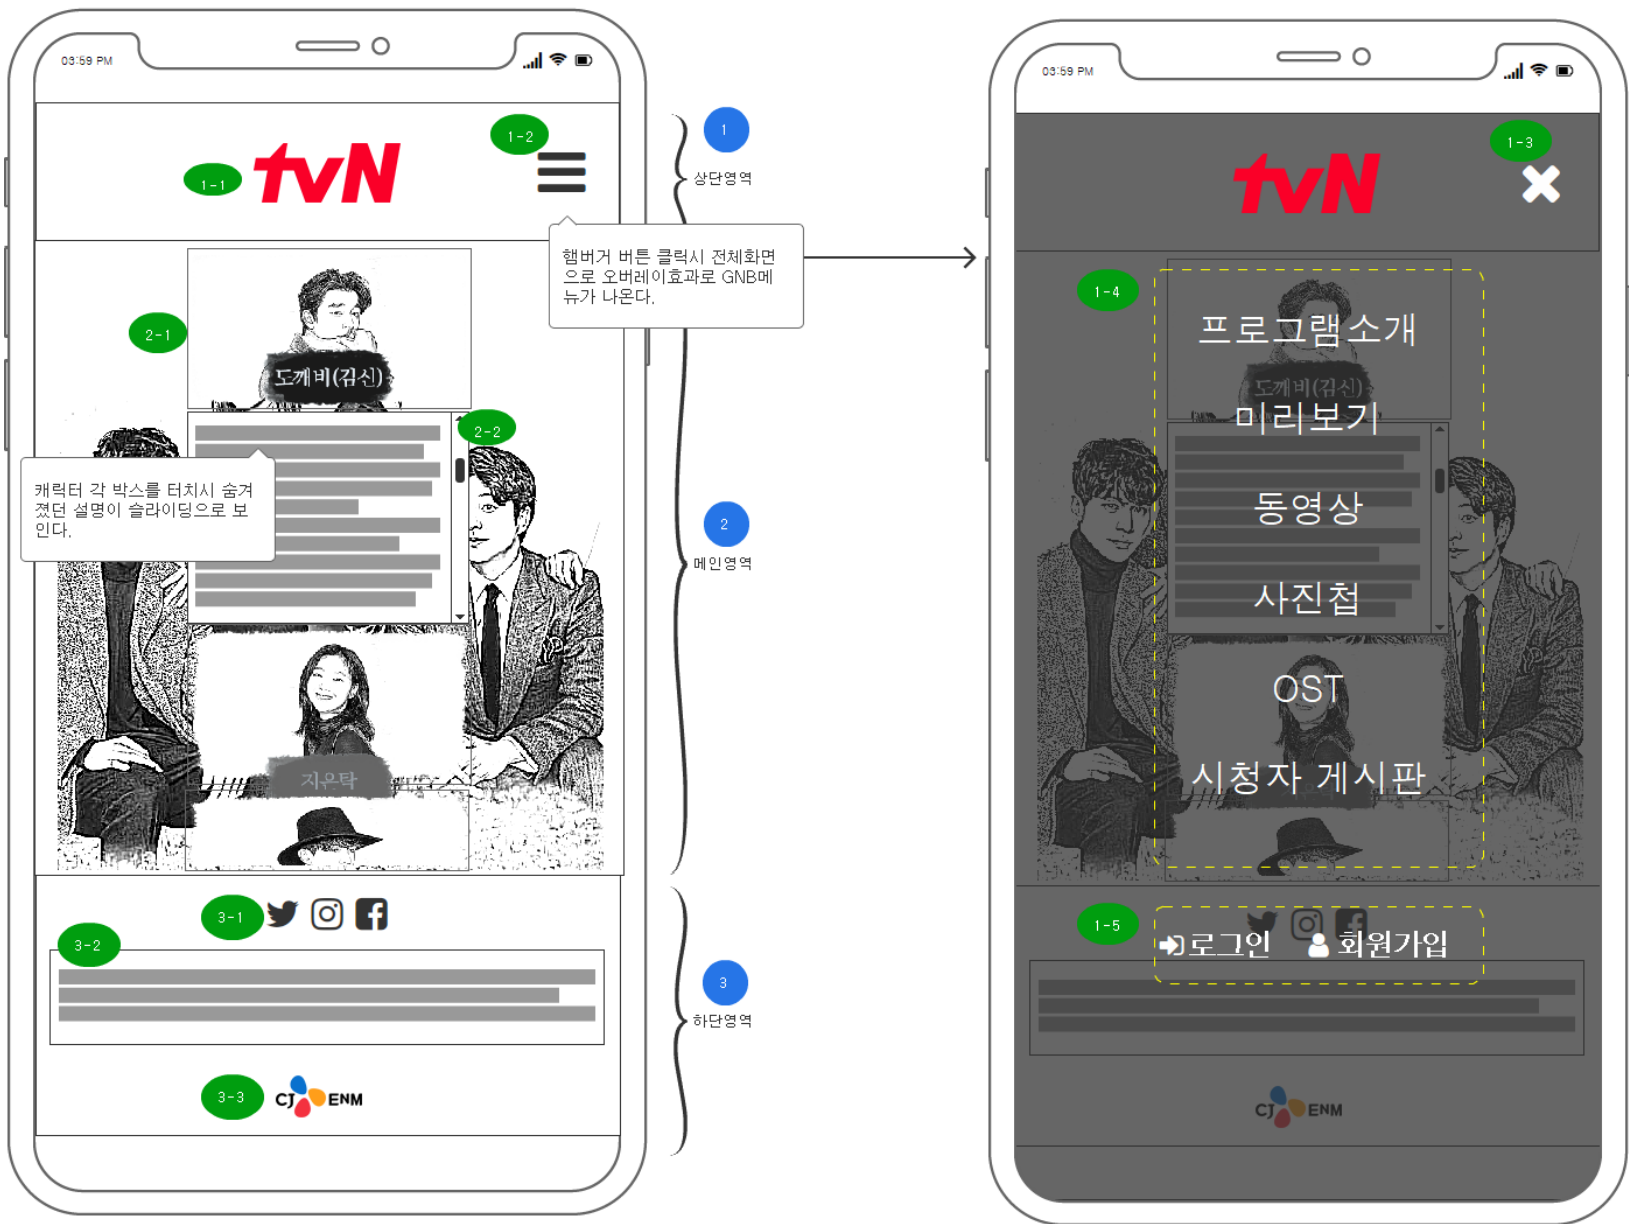 03:59 PM
1-1
tvN
1-2
1
상단영역
햄버거 버튼 클릭시 전체화면
으로 오버레이효과로 GNB메
뉴가 나온다.
2-1
도깨비(김신)
2-2
캐릭터 각 박스를 터치시 숨겨
졌던 설명이 슬라이딩으로 보
인다.
2
메인영역
지은탁
3-1
3-2
3
하단영역
3-3
CJ ENM
03:59 PM
tvN
1-3
1-4
프로그램소개
도깨비(김신)
미리보기
동영상
사진첩
OST
시청자 게시판
1-5
로그인 회원가입
CJ ENM